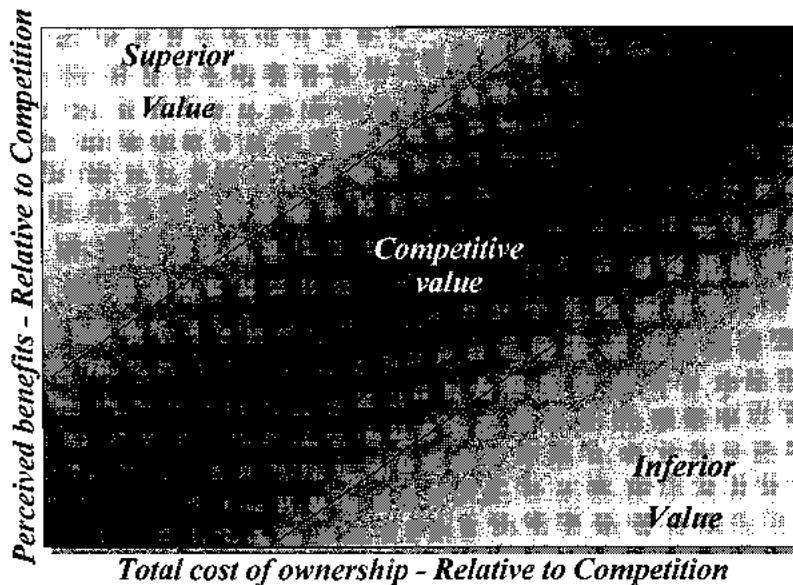 Superior
Value
Competitive
value
Inferior
Value
Perceived benefits - Relative to Competition
Total cost of ownership - Relative to Competition